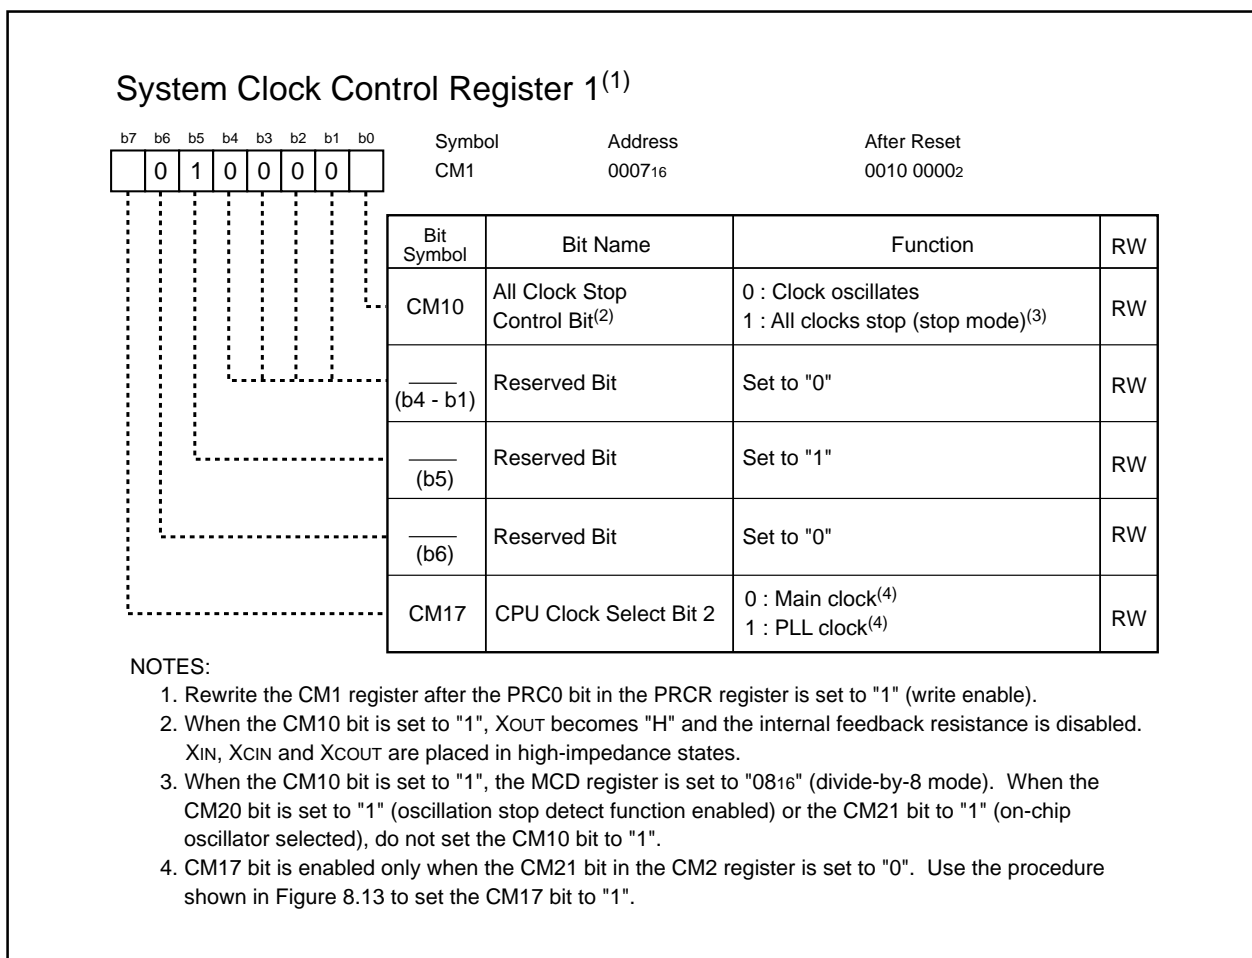 System Clock Control Register 1(1)
b7 b6 b5 b4 b3 b2 b1 b0
Symbol Address After Reset
0 1 0 0 0 0
CM1 000716 0010 00002
Bit Symbol Bit Name Function RW
CM10 All Clock Stop Control Bit(2) 0 : Clock oscillates
1 : All clocks stop (stop mode)(3) RW
(b4 - b1) Reserved Bit Set to "0" RW
(b5) Reserved Bit Set to "1" RW
(b6) Reserved Bit Set to "0" RW
CM17 CPU Clock Select Bit 2 0 : Main clock(4)
1 : PLL clock(4) RW
NOTES:
1. Rewrite the CM1 register after the PRC0 bit in the PRCR register is set to "1" (write enable).
2. When the CM10 bit is set to "1", XOUT becomes "H" and the internal feedback resistance is disabled.
XIN, XCIN and XCOUT are placed in high-impedance states.
3. When the CM10 bit is set to "1", the MCD register is set to "0816" (divide-by-8 mode). When the
CM20 bit is set to "1" (oscillation stop detect function enabled) or the CM21 bit to "1" (on-chip
oscillator selected), do not set the CM10 bit to "1".
4. CM17 bit is enabled only when the CM21 bit in the CM2 register is set to "0". Use the procedure
shown in Figure 8.13 to set the CM17 bit to "1".